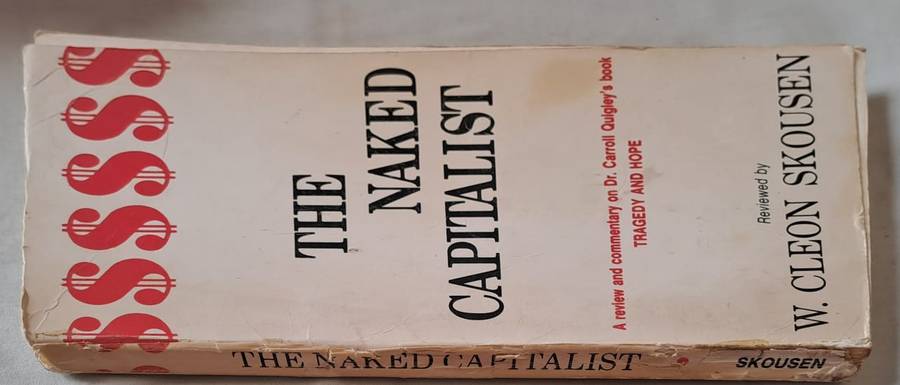 $ $ $ $ $ $
THE
NAKED
CAPITALIST
A review and commentary on Dr. Carroll Quigley's book
TRAGEDY AND HOPE
Reviewed by
W. CLEON SKOUSEN
THE NAKED CAPITALIST
SKOUSEN